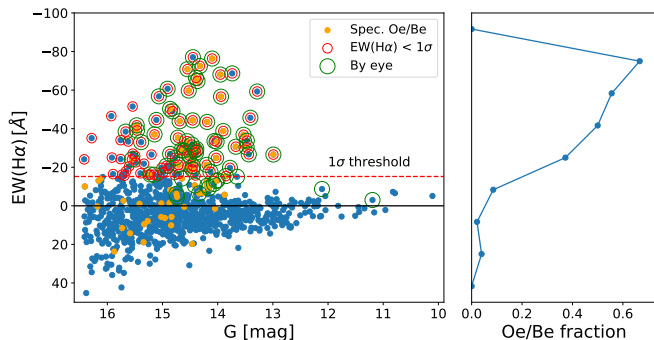 Spec. Oe/Be
EW(Hα) < 1σ
By eye
1σ threshold
EW(Hα) [Å]
−100
−80
−60
−40
−20
0
20
40
16 15 14 13 12 11 10
G [mag]
0.0 0.2 0.4 0.6
Oe/Be fraction